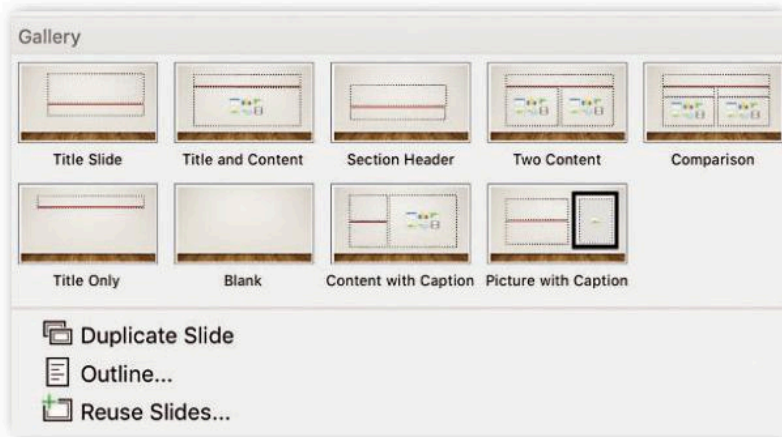 Gallery
Title Slide
Title and Content
Section Header
Two Content
Comparison
Title Only
Blank
Content with Caption
Picture with Caption
Duplicate Slide
Outline...
Reuse Slides...